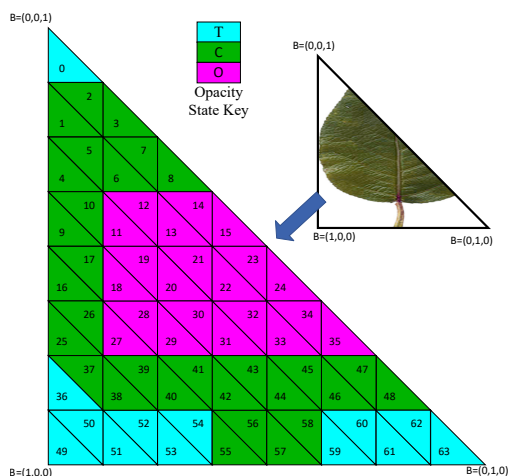 B=(0,0,1)
T
C
O
Opacity
State Key
B=(0,0,1)
B=(1,0,0)
B=(0,1,0)
0
2
1 3
5 7
4 6 8
10 12 14
9 11 13 15
17 19 21 23
16 18 20 22 24
26 28 30 32 34
25 27 29 31 33 35
37 39 41 43 45 47
36 38 40 42 44 46 48
50 52 54 56 58 60 62
49 51 53 55 57 59 61 63
B=(1,0,0)
B=(0,1,0)